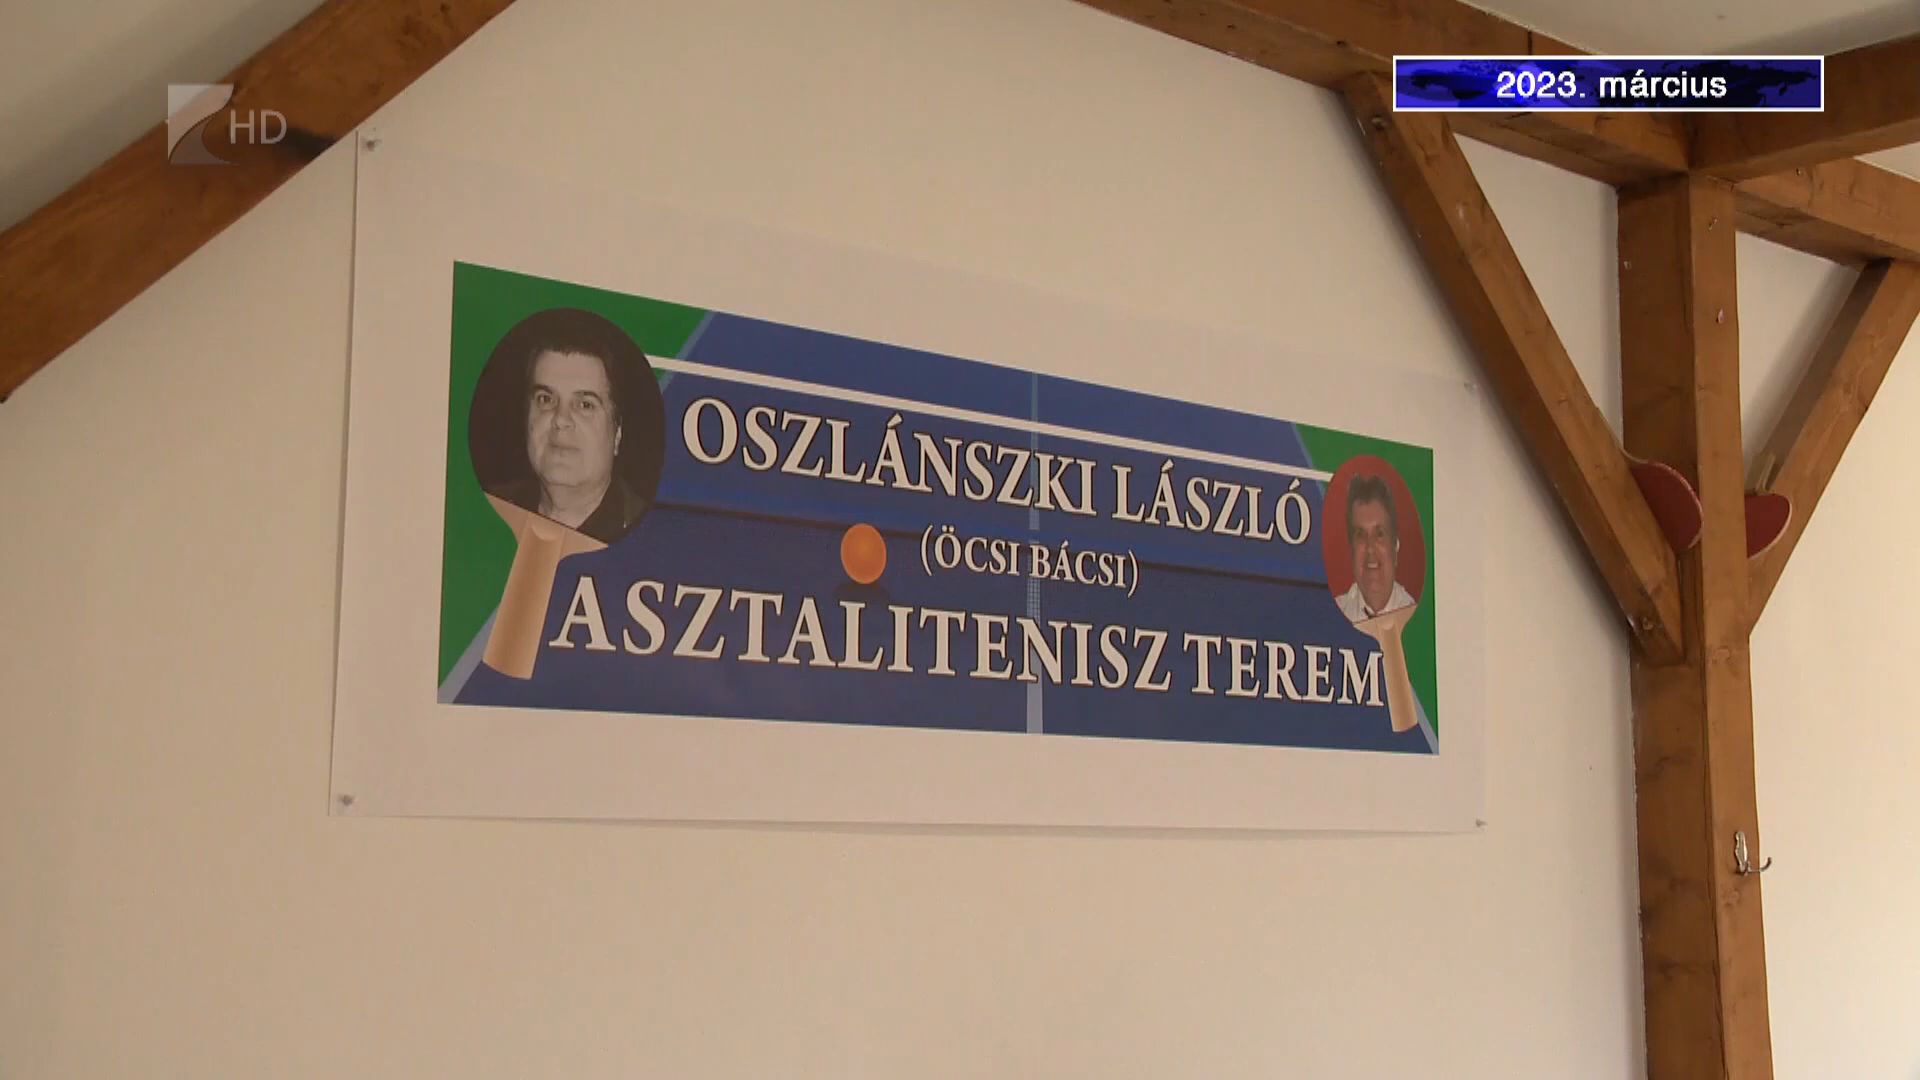 2023. március
HD
OSZLÁNSZKI LÁSZLÓ
(ÖCSI BÁCSI)
ASZTALITENISZ TEREM